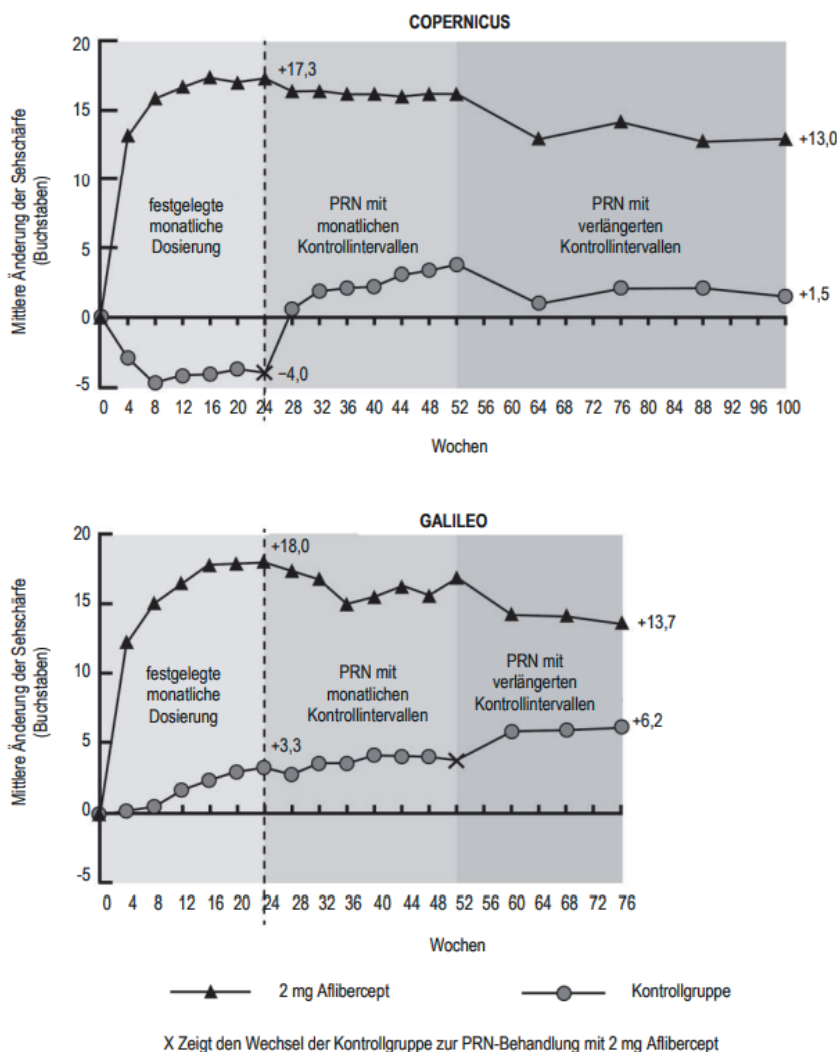 COPERNICUS
Mittlere Änderung der Sehschärfe
(Buchstaben)
20
15
10
5
0
-5
+17,3
+13,0
festgelegte
monatliche
Dosierung
PRN mit
monatlichen
Kontrollintervallen
PRN mit
verlängerten
Kontrollintervallen
+1,5
−4,0
0 4 8 12 16 20 24 28 32 36 40 44 48 52 56 60 64 68 72 76 80 84 88 92 96 100
Wochen
GALILEO
Mittlere Änderung der Sehschärfe
(Buchstaben)
20
15
10
5
0
-5
+18,0
+13,7
festgelegte
monatliche
Dosierung
PRN mit
monatlichen
Kontrollintervallen
PRN mit
verlängerten
Kontrollintervallen
+3,3
+6,2
0 4 8 12 16 20 24 28 32 36 40 44 48 52 56 60 64 68 72 76
Wochen
2 mg Aflibercept
Kontrollgruppe
X Zeigt den Wechsel der Kontrollgruppe zur PRN-Behandlung mit 2 mg Aflibercept